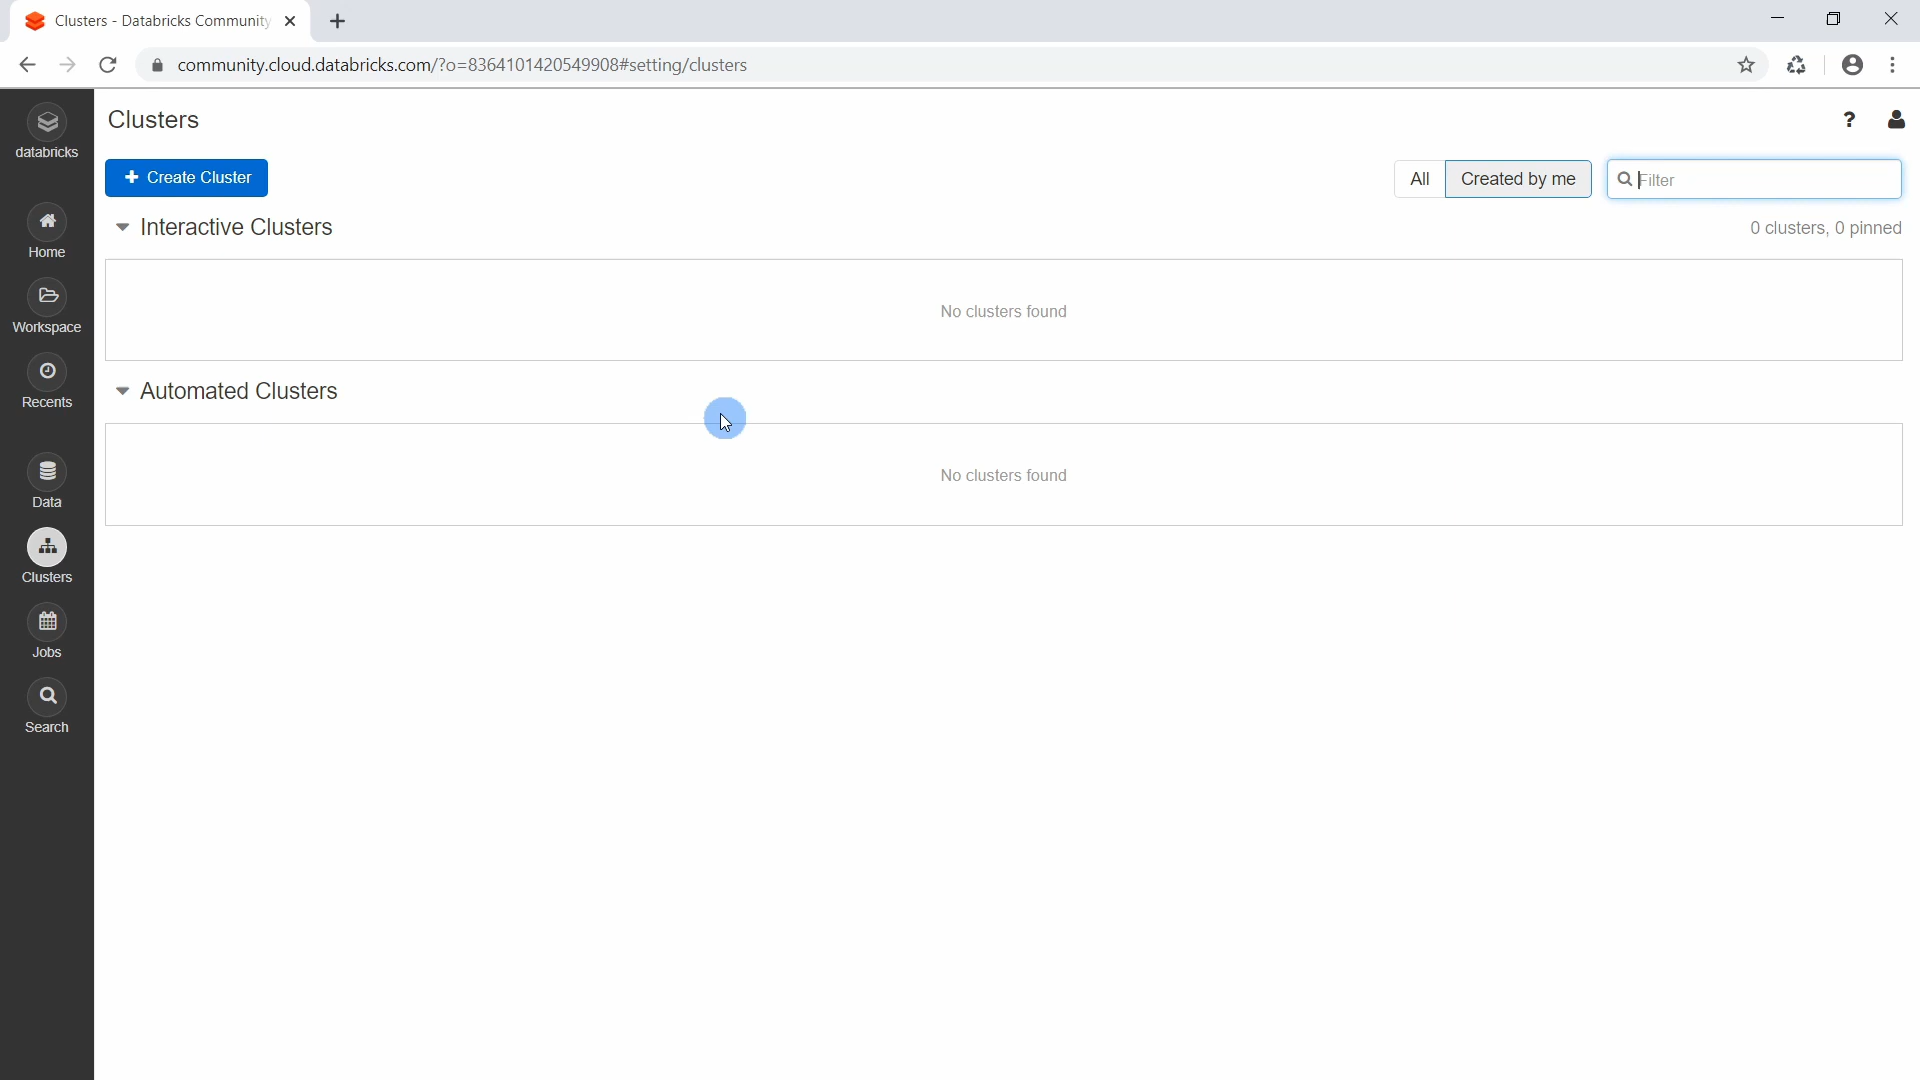 Clusters - Databricks Community
community.cloud.databricks.com/?o=8364101420549908#setting/clusters
databricks
Clusters
?
+ Create Cluster
All
Created by me
Filter
Interactive Clusters
0 clusters, 0 pinned
No clusters found
Automated Clusters
No clusters found
Home
Workspace
Recents
Data
Clusters
Jobs
Search